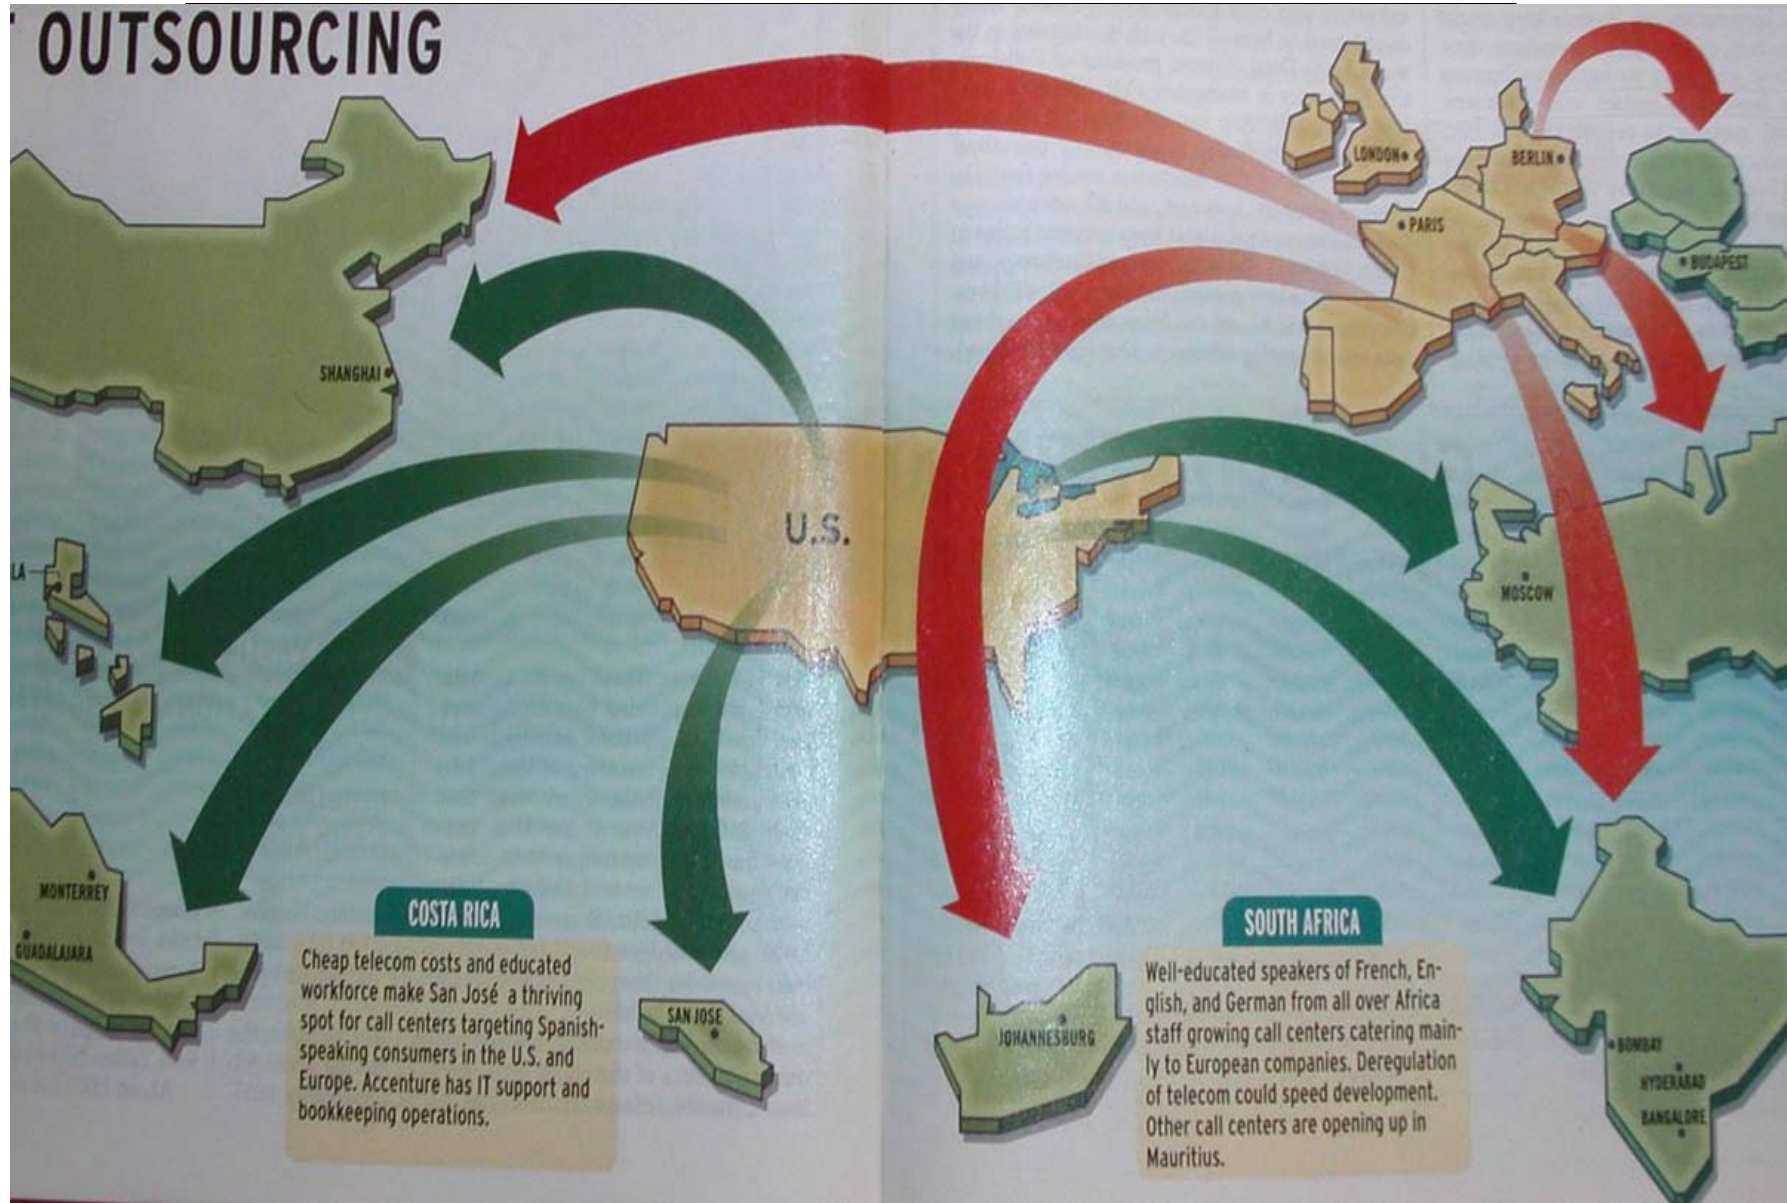 OUTSOURCING
LONDON
BERLIN
PARIS
BUDAPEST
SHANGHAI
U.S.
LA
MOSCOW
MONTERREY
GUADALAJARA
COSTA RICA
Cheap telecom costs and educated
workforce make San José a thriving
spot for call centers targeting Spanish-
speaking consumers in the U.S. and
Europe. Accenture has IT support and
bookkeeping operations.
SAN JOSE
JOHANNESBURG
SOUTH AFRICA
Well-educated speakers of French, En-
glish, and German from all over Africa
staff growing call centers catering main-
ly to European companies. Deregulation
of telecom could speed development.
Other call centers are opening up in
Mauritius.
BOMBAY
HYDERABAD
BANGALORE